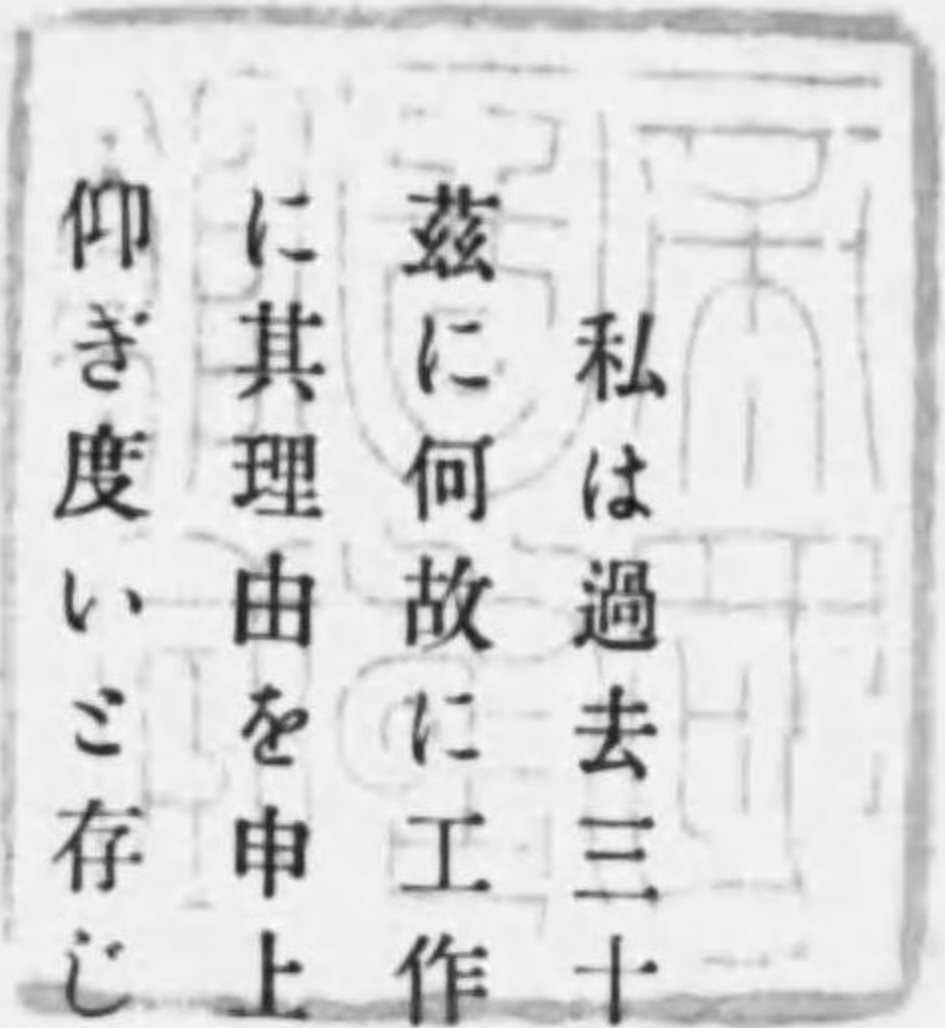 私は過去三十
茲に何故に工作
に其理由を申上
仰ぎ度いと存じ